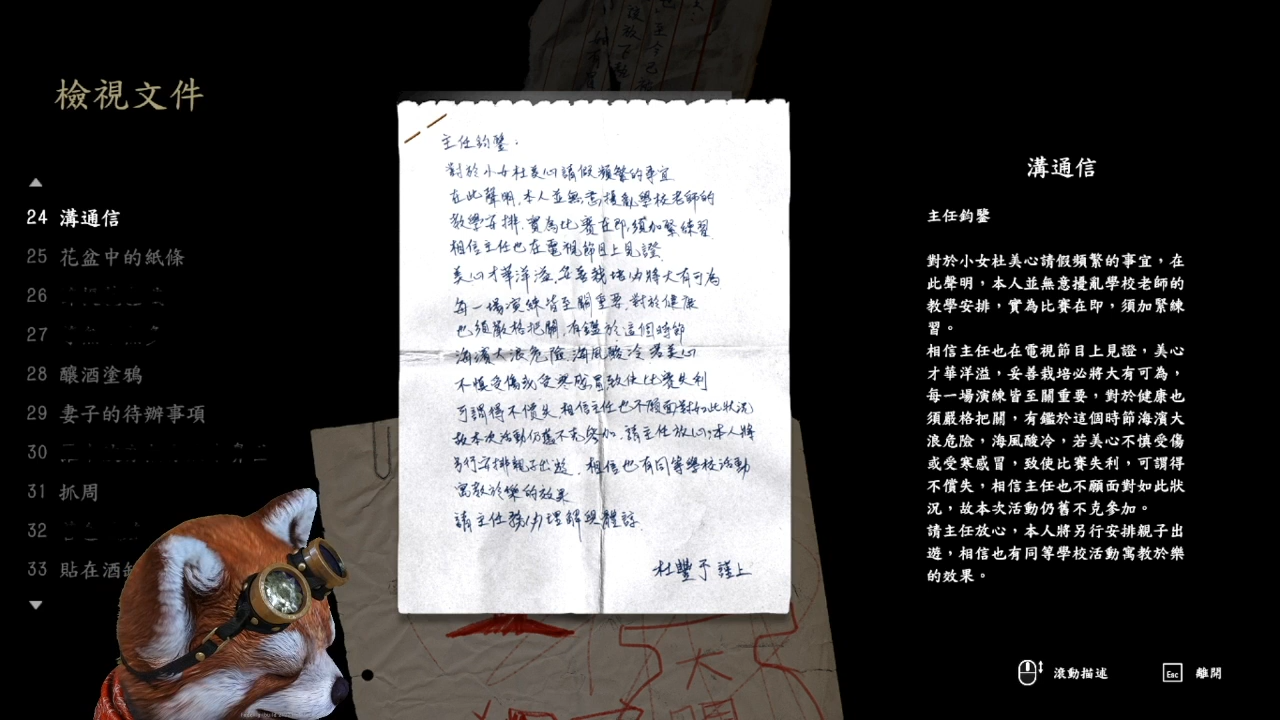 檢視文件
24 溝通信
25 花盆中的紙條
26
27
28 釀酒塗鴉
29 妻子的待辦事項
30
31 抓周
32
33 貼在酒
主任鈞鑒:
對於小女杜美心請假頻繁的事宜
在此聲明,本人並無意擾亂學校老師的
教學安排,實為比賽在即,須加緊練習
相信主任也在電視節目上見證,
美心才華洋溢,妥善栽培必將大有可為
每一場演練皆至關重要,對於健康
也須嚴格把關,有鑑於這個時節
海濱大浪危險,海風酸冷,若美心
不慎受傷或受寒感冒致使比賽失利
可謂得不償失,相信主任也不願面對如此狀況
故本次活動仍舊不克參加,請主任放心,本人將
另行安排親子出遊,相信也有同等學校活動
寓教於樂的效果
請主任務必理解與體諒
杜豐于 謹上
溝通信
主任鈞鑒
對於小女杜美心請假頻繁的事宜,在
此聲明,本人並無意擾亂學校老師的
教學安排,實為比賽在即,須加緊練
習。
相信主任也在電視節目上見證,美心
才華洋溢,妥善栽培必將大有可為,
每一場演練皆至關重要,對於健康也
須嚴格把關,有鑑於這個時節海濱大
浪危險,海風酸冷,若美心不慎受傷
或受寒感冒,致使比賽失利,可謂得
不償失,相信主任也不願面對如此狀
況,故本次活動仍舊不克參加。
請主任放心,本人將另行安排親子出
遊,相信也有同等學校活動寓教於樂
的效果。
滾動描述
Esc 離開